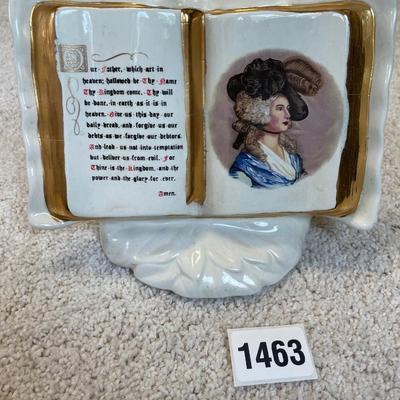 Our·Father,·which·art·in
heaven;·hallowed·be·Thy·Name
Thy·Kingdom·come·Thy·will
be·done,·in·earth·as·it·is·in
heaven·Give·us·this·day·our
daily·bread,·and·forgive·us·our
debts·as·we·forgive·our·debtors.
And·lead·us·not·into·temptation
but·deliver·us·from·evil·For
Thine·is·the·Kingdom,·and·the
power·and·the·glory·for·ever.
Amen.
1463